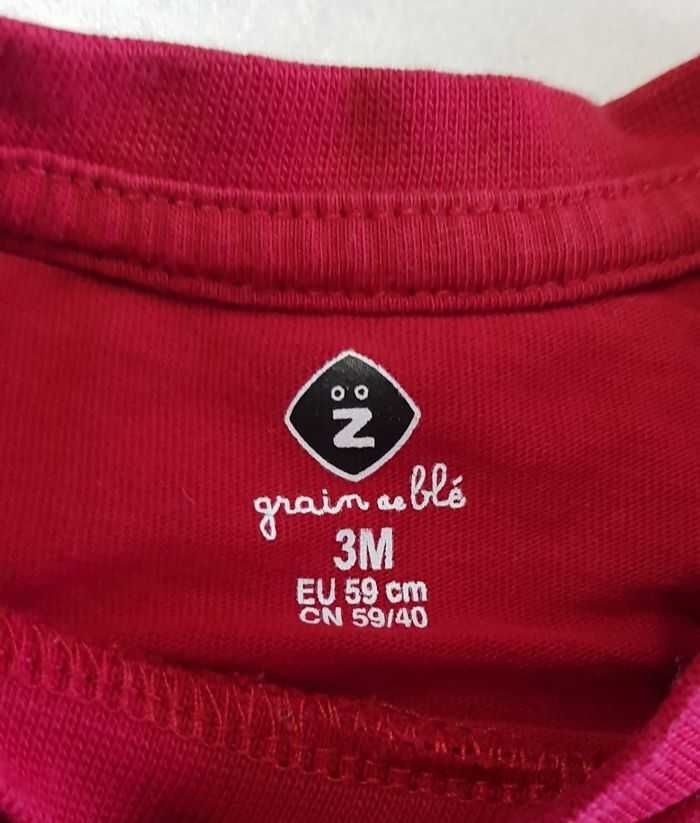 Z
grain de blé
3M
EU 59 cm
CN 59/40